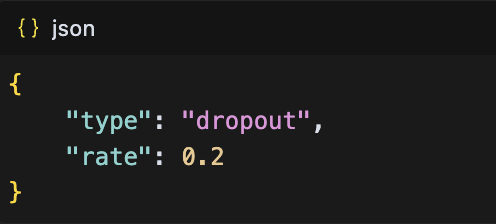 {} json
{
    "type": "dropout",
    "rate": 0.2
}